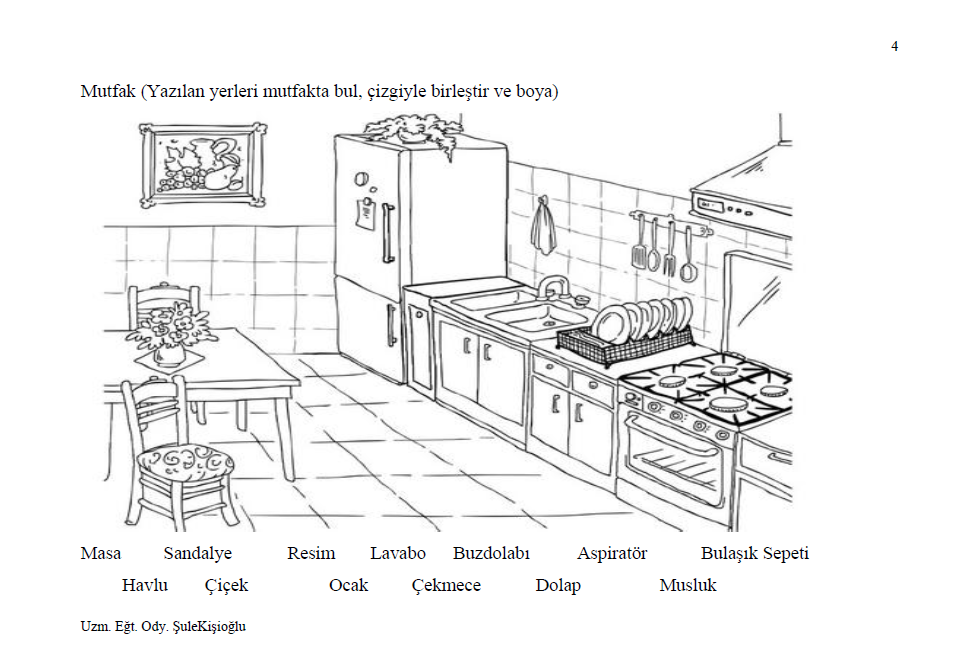 4
Mutfak (Yazılan yerleri mutfakta bul, çizgiyle birleştir ve boya)
Masa Sandalye Resim Lavabo Buzdolabı Aspiratör Bulaşık Sepeti
Havlu Çiçek Ocak Çekmece Dolap Musluk
Uzm. Eğt. Ody. ŞuleKişioğlu